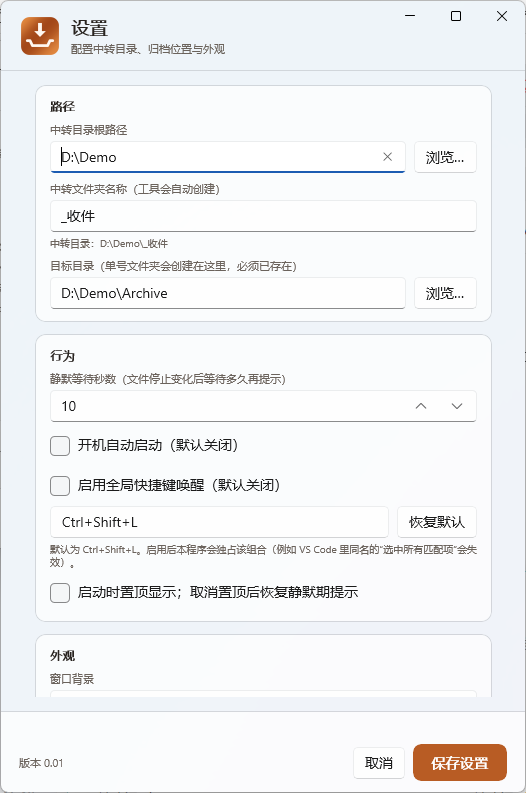 设置
配置中转目录、归档位置与外观
路径
中转目录根路径
D:\Demo
浏览...
中转文件夹名称（工具会自动创建）
_收件
中转目录：D:\Demo\_收件
目标目录（单号文件夹会创建在这里，必须已存在）
D:\Demo\Archive
浏览...
行为
静默等待秒数（文件停止变化后等待多久再提示）
10
开机自动启动（默认关闭）
启用全局快捷键唤醒（默认关闭）
Ctrl+Shift+L
恢复默认
默认为 Ctrl+Shift+L。启用后本程序会独占该组合（例如 VS Code 里同名的“选中所有匹配项”会失
效）。
启动时置顶显示；取消置顶后恢复静默期提示
外观
窗口背景
版本 0.01
取消
保存设置